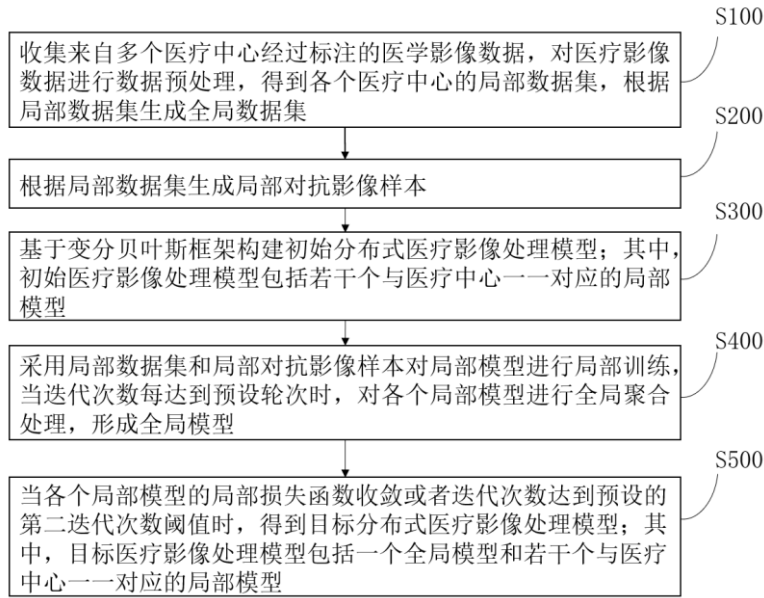 S100
收集来自多个医疗中心经过标注的医学影像数据，对医疗影像
数据进行数据预处理，得到各个医疗中心的局部数据集，根据
局部数据集生成全局数据集
S200
根据局部数据集生成局部对抗影像样本
S300
基于变分贝叶斯框架构建初始分布式医疗影像处理模型；其中，
初始医疗影像处理模型包括若干个与医疗中心一一对应的局部
模型
S400
采用局部数据集和局部对抗影像样本对局部模型进行局部训练，
当迭代次数每达到预设轮次时，对各个局部模型进行全局聚合
处理，形成全局模型
S500
当各个局部模型的局部损失函数收敛或者迭代次数达到预设的
第二迭代次数阈值时，得到目标分布式医疗影像处理模型；其
中，目标医疗影像处理模型包括一个全局模型和若干个与医疗
中心一一对应的局部模型